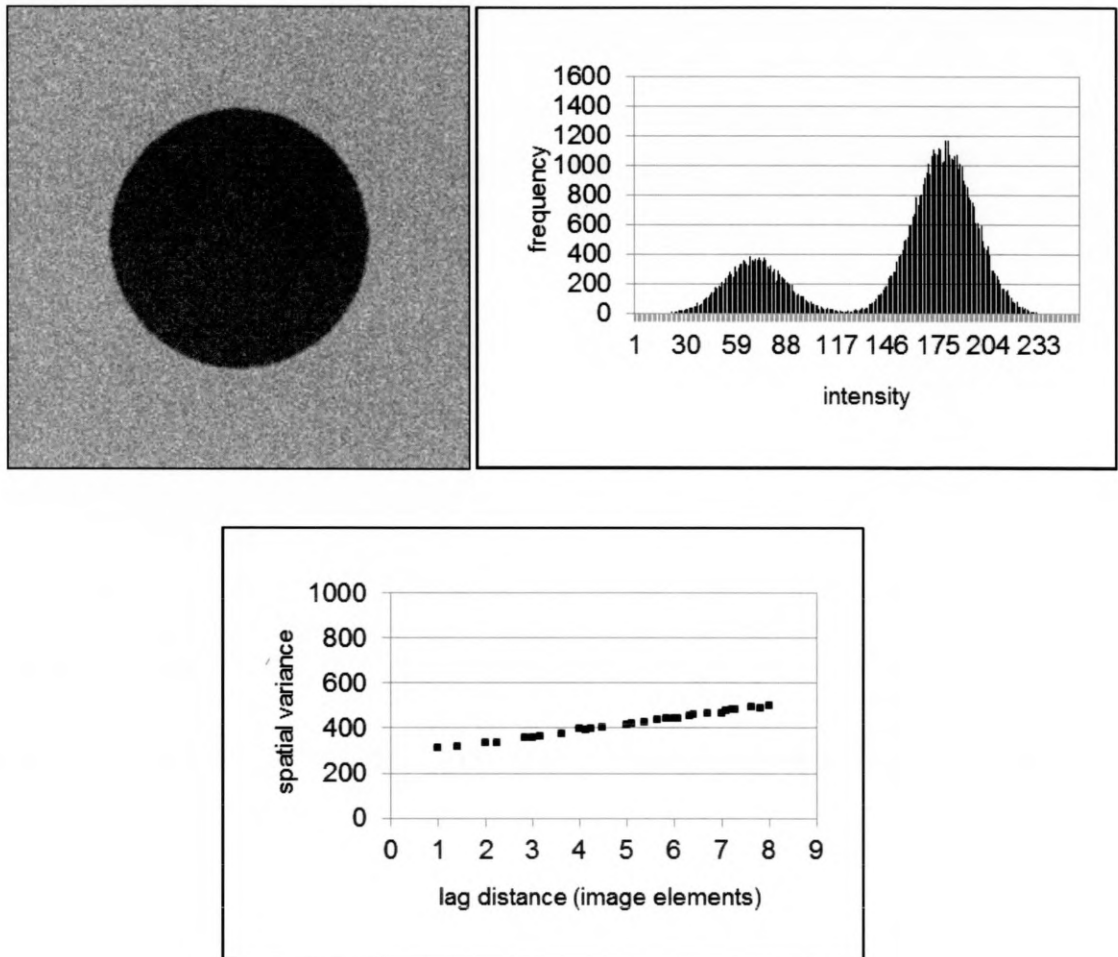 1600
1400
1200
1000
800
600
400
200
0
frequency
1 30 59 88 117 146 175 204 233
intensity
1000
800
600
400
200
0
spatial variance
0 1 2 3 4 5 6 7 8 9
lag distance (image elements)